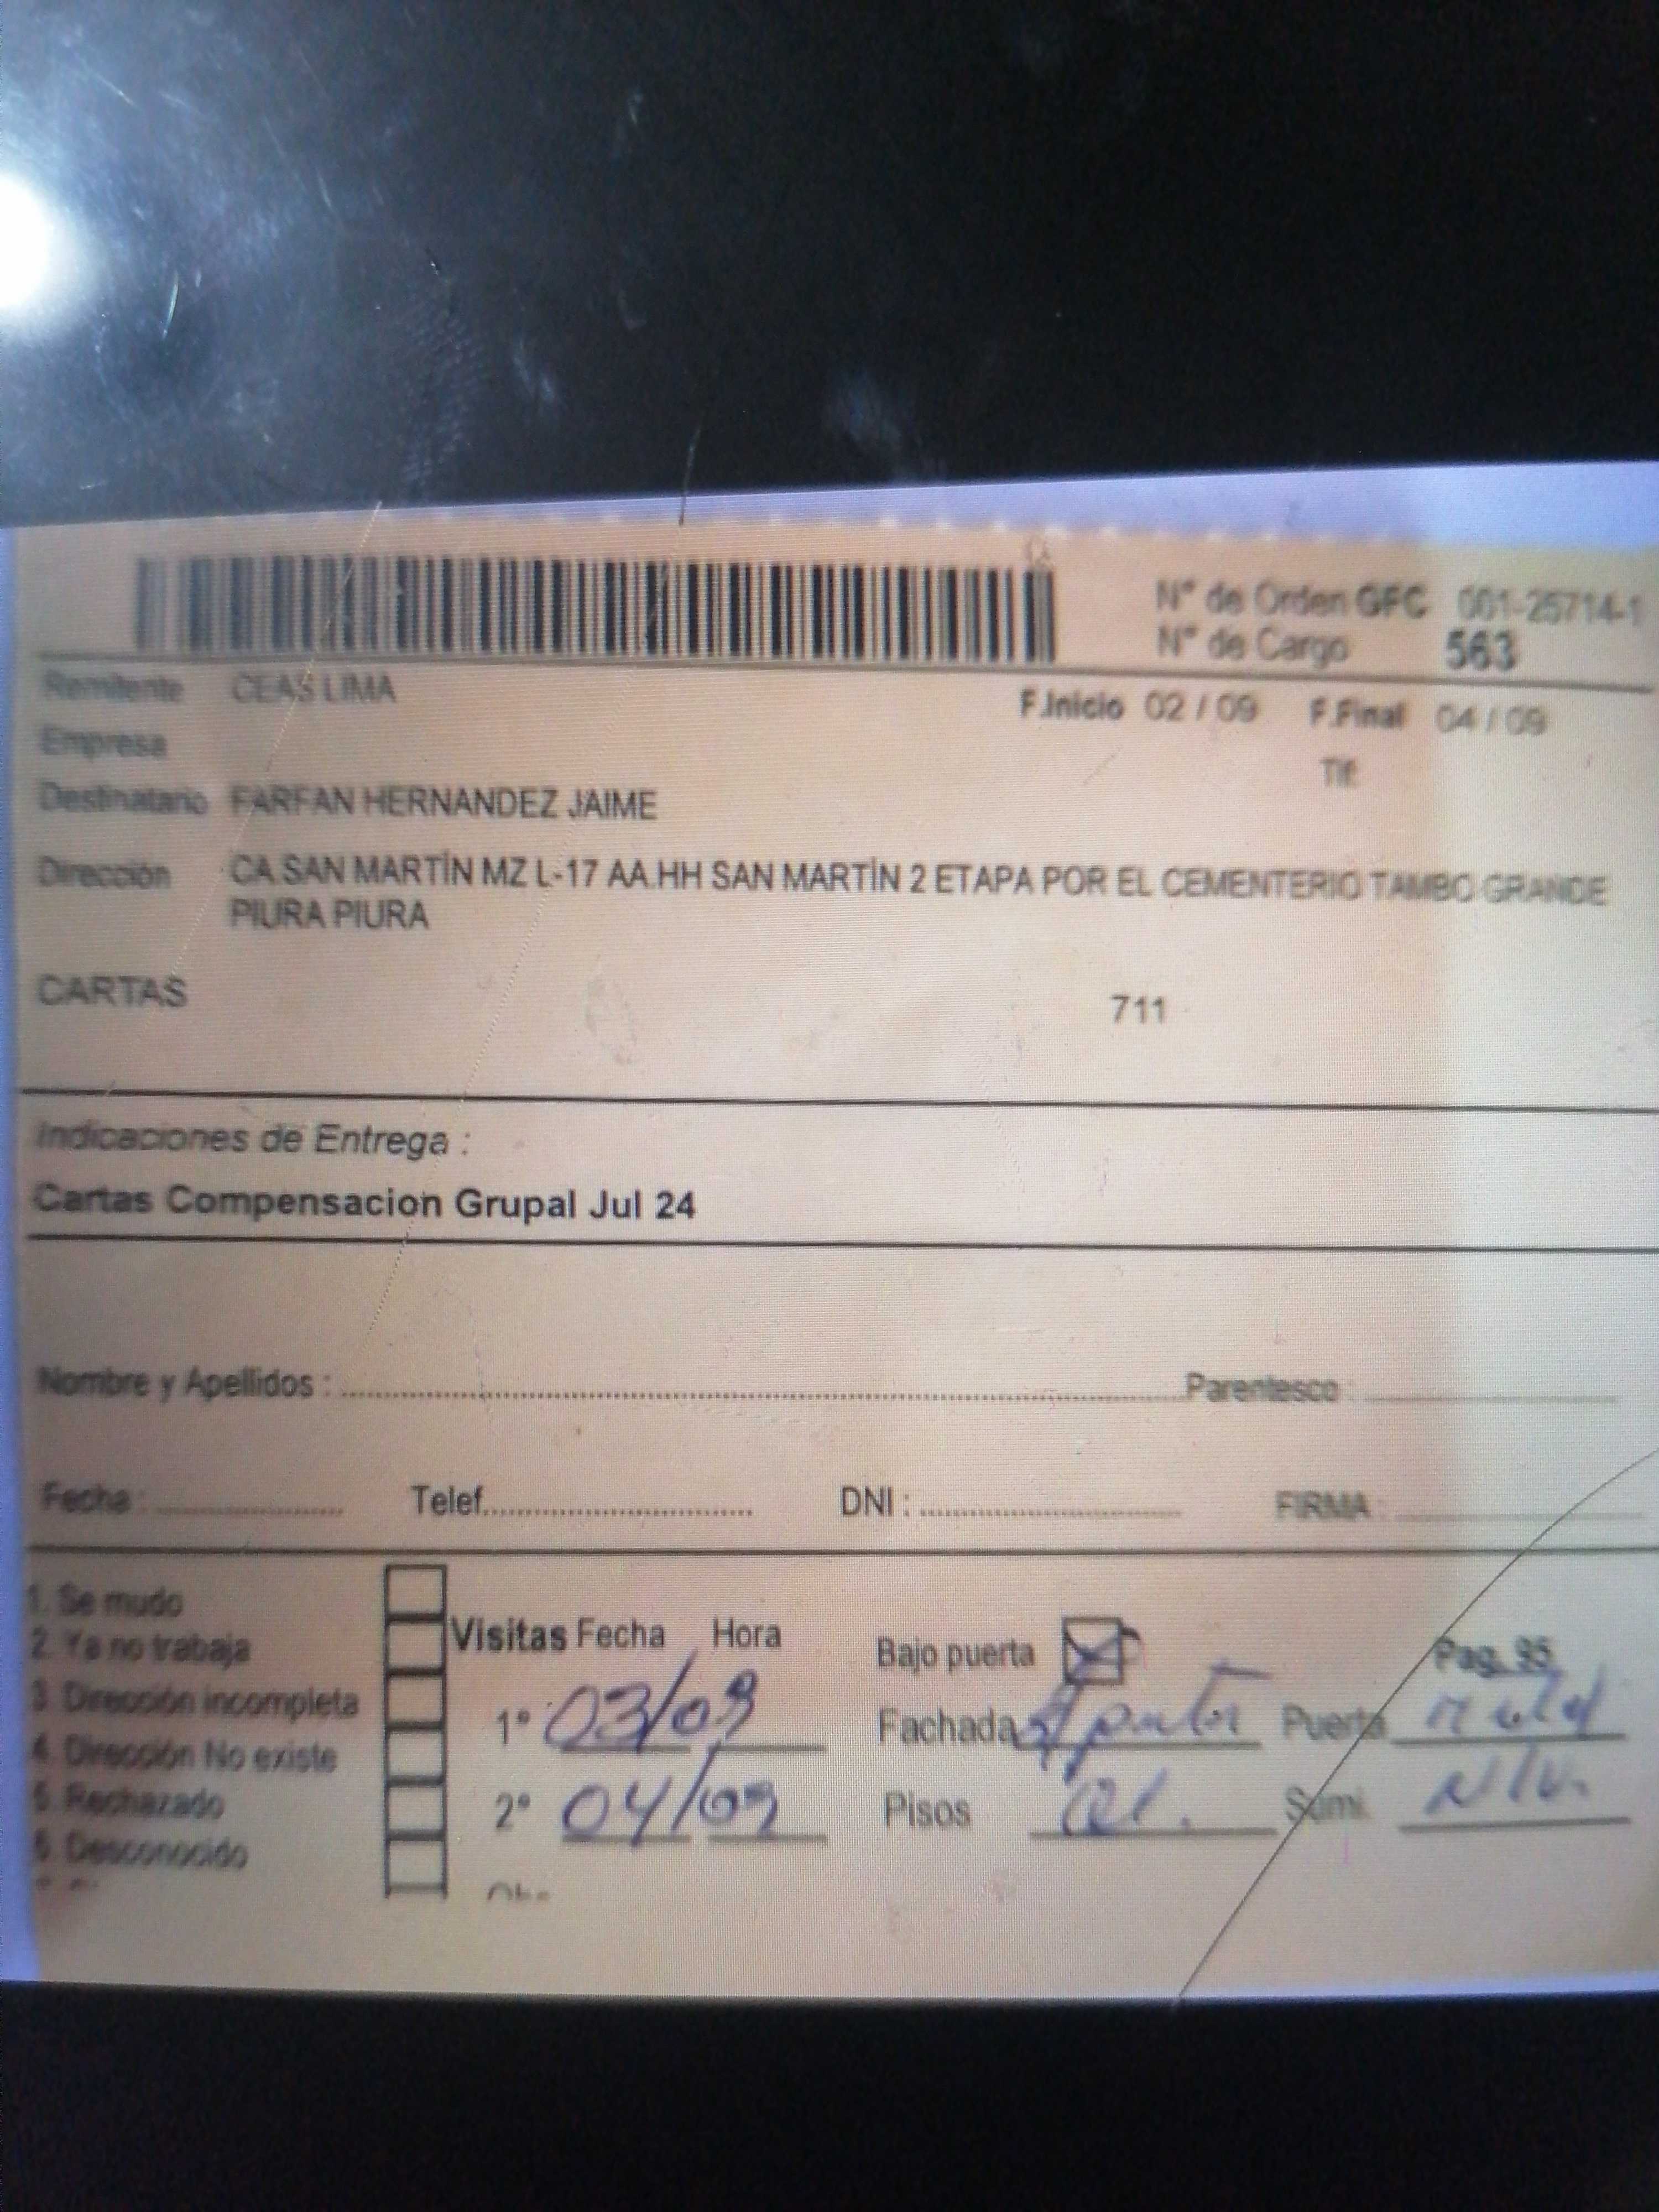 Nº de Orden GFC 001-25714-1
Nº de Cargo 563
Remitente CEAS LIMA
F.Inicio 02 / 09 F.Final 04 / 09
Empresa
Tlf:
Destinatario FARFAN HERNANDEZ JAIME
Dirección CA SAN MARTÍN MZ L-17 AA.HH SAN MARTÍN 2 ETAPA POR EL CEMENTERIO TAMBO GRANDE
PIURA PIURA
CARTAS 711
Indicaciones de Entrega :
Cartas Compensacion Grupal Jul 24
Nombre y Apellidos : Parentesco :
Fecha : Telef. DNI : FIRMA :
1. Se mudo
2. Ya no trabaja
3. Dirección incompleta
4. Dirección No existe
5. Rechazado
6. Desconocido
Visitas Fecha Hora
1° 03/09
2° 04/09
Bajo puerta Pag. 95
Fachada Puerta
Pisos 01. Sumi. N/V.